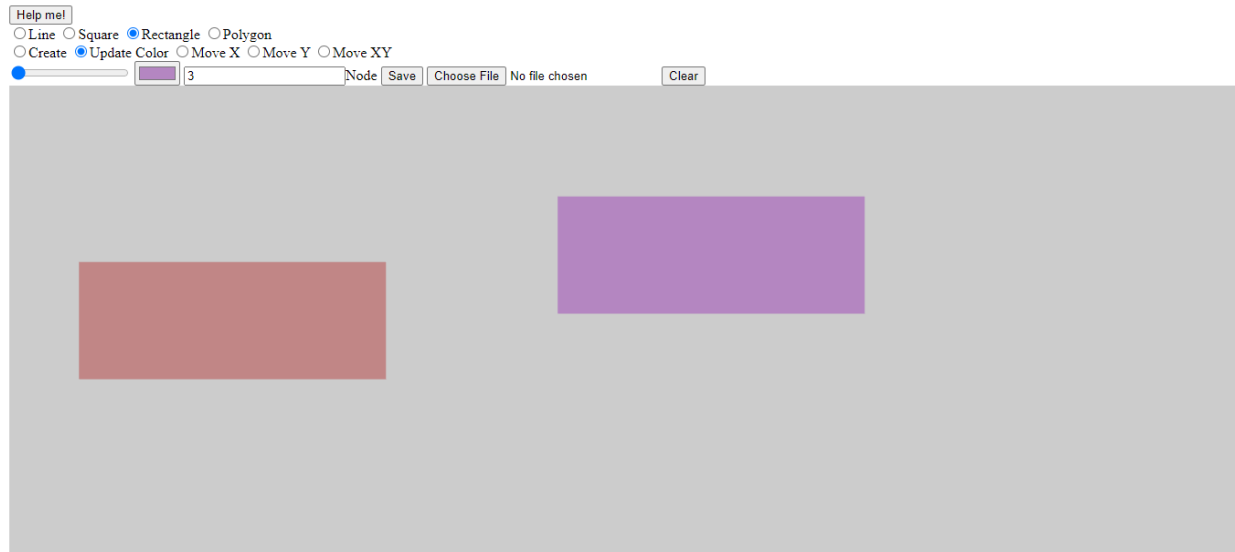 Help me!
Line Square Rectangle Polygon
Create Update Color Move X Move Y Move XY
3 Node Save Choose File No file chosen Clear